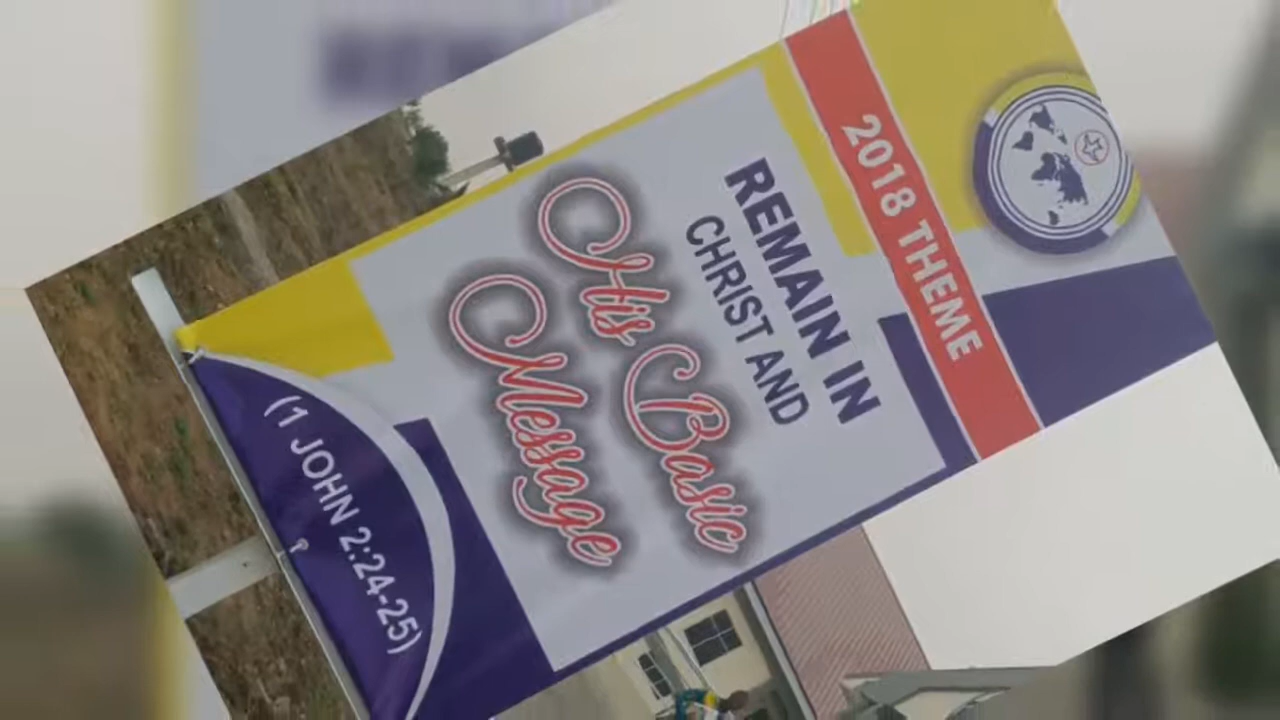 2018 THEME
REMAIN IN
CHRIST AND
His Basic
Message
(1 JOHN 2:24-25)